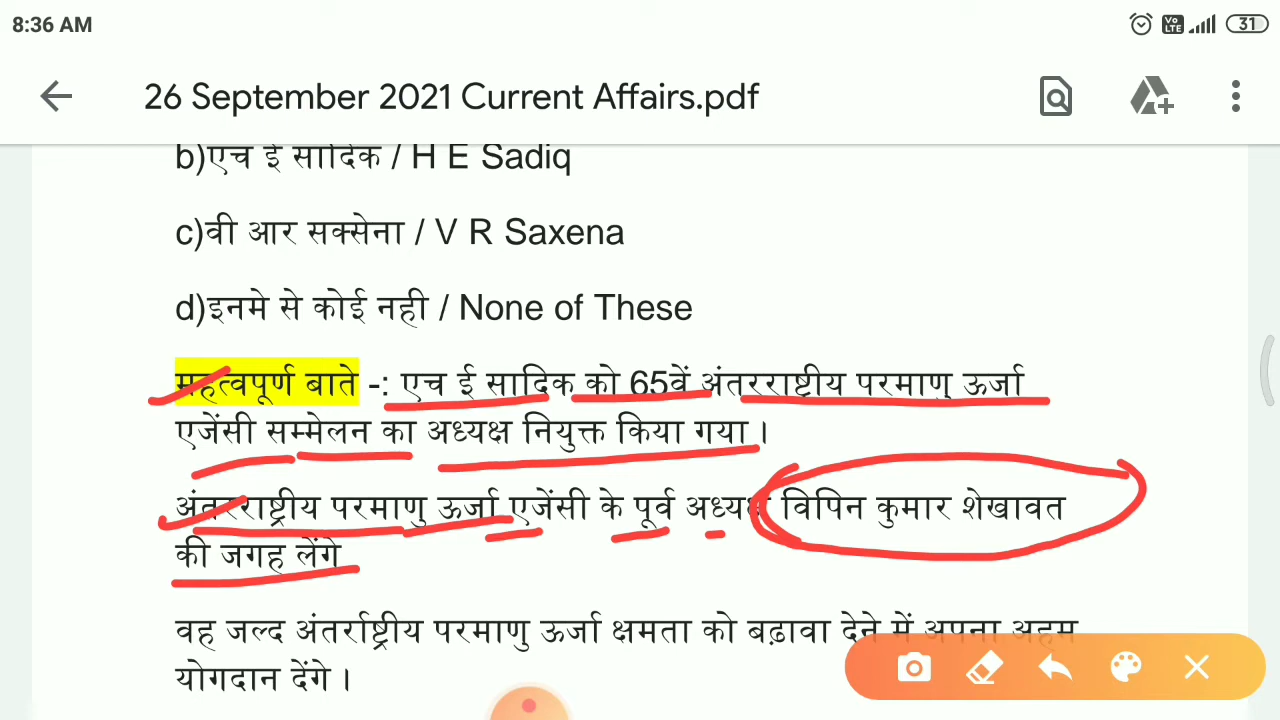 8:36 AM
Vo LTE
31
26 September 2021 Current Affairs.pdf
b)एच ई सादिक / H E Sadiq
c)वी आर सक्सेना / V R Saxena
d)इनमे से कोई नही / None of These
महत्वपूर्ण बाते -: एच ई सादिक को 65वें अंतरराष्टीय परमाण् ऊर्जा
एजेंसी सम्मेलन का अध्यक्ष नियुक्त किया गया ।
अंतरराष्ट्रीय परमाणु ऊर्जा एजेंसी के पूर्व अध्यक्ष विपिन कुमार शेखावत
की जगह लेंगे
वह जल्द अंतर्राष्ट्रीय परमाणु ऊर्जा क्षमता को बढ़ावा देने में अपना अहम
योगदान देंगे ।